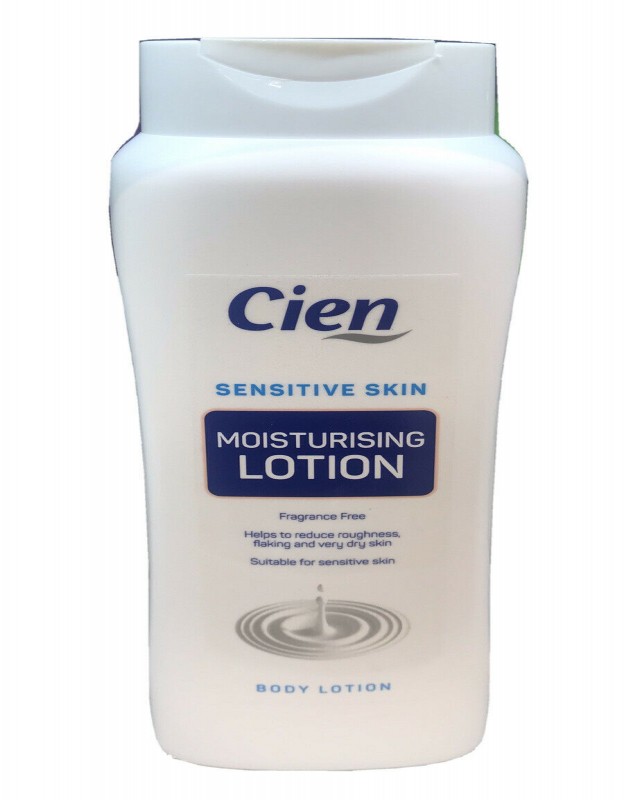 Cien
SENSITIVE SKIN
MOISTURISING
LOTION
Fragrance Free
Helps to reduce roughness,
flaking and very dry skin
Suitable for sensitive skin
BODY LOTION